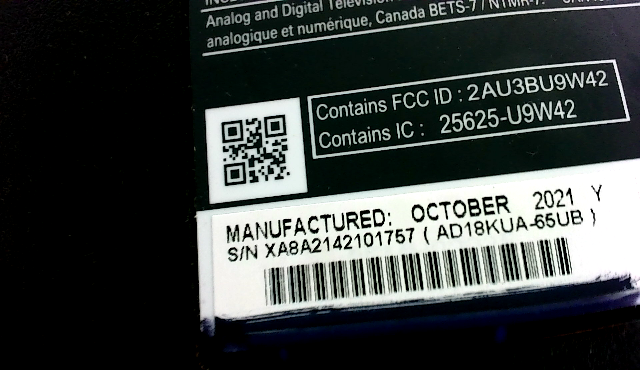 Analog and Digital Television
BETS-7 / NTMR-7.
analogique et numérique, Canada
Contains FCC ID : 2AU3BU9W42
Contains IC : 25625-U9W42
MANUFACTURED: OCTOBER 2021 Y
S/N XA8A2142101757 ( AD18KUA-65UB )